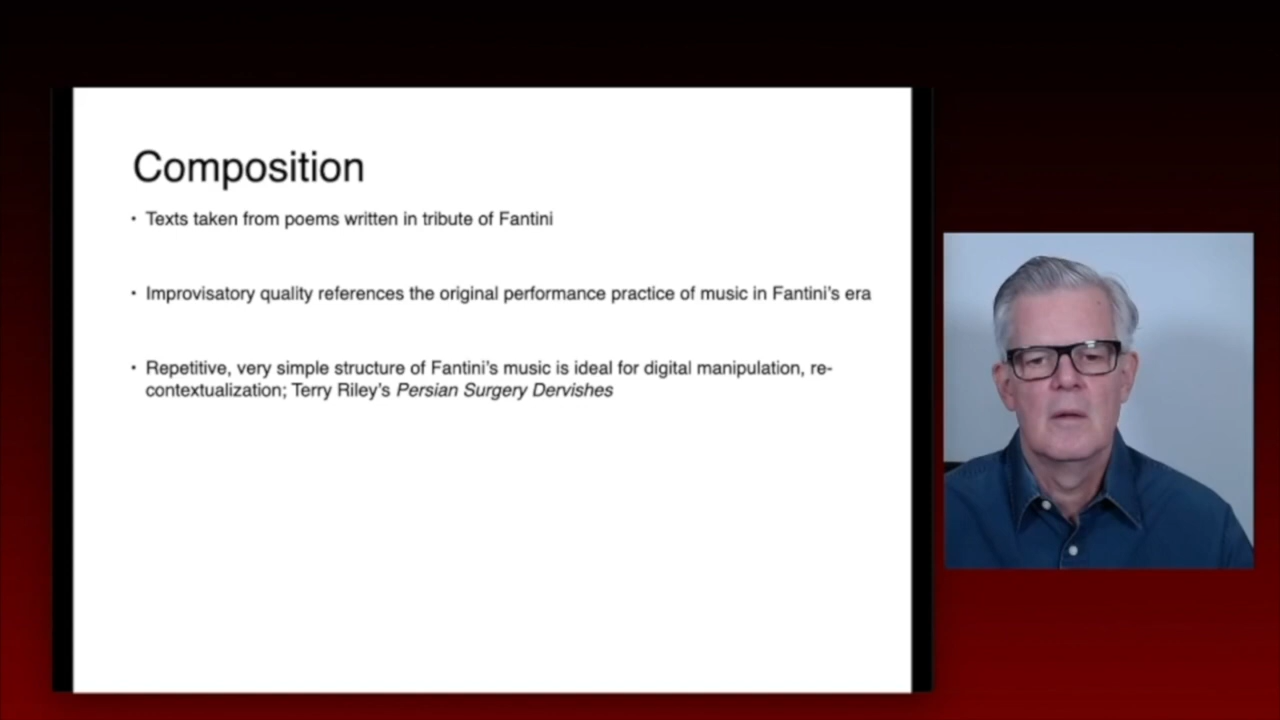 Composition
• Texts taken from poems written in tribute of Fantini
• Improvisatory quality references the original performance practice of music in Fantini's era
• Repetitive, very simple structure of Fantini's music is ideal for digital manipulation, re-
contextualization; Terry Riley's Persian Surgery Dervishes